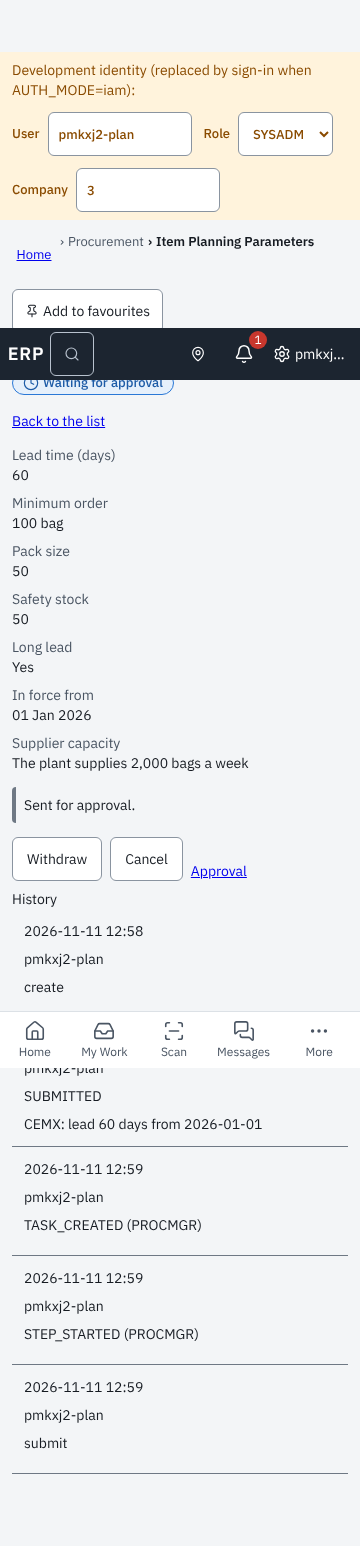 Development identity (replaced by sign-in when
AUTH_MODE=iam):
User pmkxj2-plan Role SYSADM
Company 3
Home › Procurement › Item Planning Parameters
Add to favourites
ERP 1 pmkxj...
Waiting for approval
Back to the list
Lead time (days)
60
Minimum order
100 bag
Pack size
50
Safety stock
50
Long lead
Yes
In force from
01 Jan 2026
Supplier capacity
The plant supplies 2,000 bags a week
Sent for approval.
Withdraw Cancel Approval
History
2026-11-11 12:58
pmkxj2-plan
create
Home My Work Scan Messages More
pmkxj2-plan
SUBMITTED
CEMX: lead 60 days from 2026-01-01
2026-11-11 12:59
pmkxj2-plan
TASK_CREATED (PROCMGR)
2026-11-11 12:59
pmkxj2-plan
STEP_STARTED (PROCMGR)
2026-11-11 12:59
pmkxj2-plan
submit